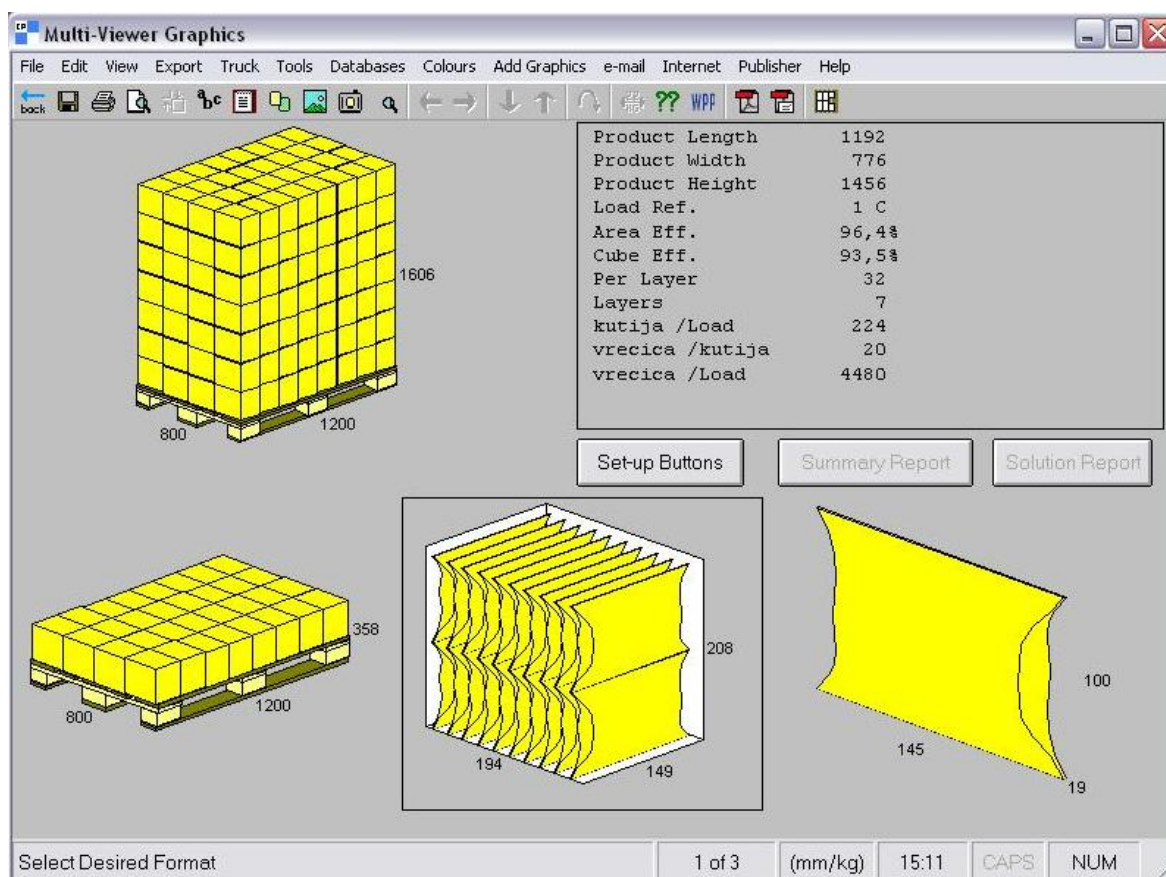 Multi-Viewer Graphics
File Edit View Export Truck Tools Databases Colours Add Graphics e-mail Internet Publisher Help
back abc ?? WPP
Product Length 1192
Product Width 776
Product Height 1456
Load Ref. 1 C
Area Eff. 96,4%
Cube Eff. 93,5%
Per Layer 32
Layers 7
kutija /Load 224
vrecica /kutija 20
vrecica /Load 4480
1606
800
1200
Set-up Buttons Summary Report Solution Report
358
800
1200
208
194
149
100
145
19
Select Desired Format 1 of 3 (mm/kg) 15:11 CAPS NUM